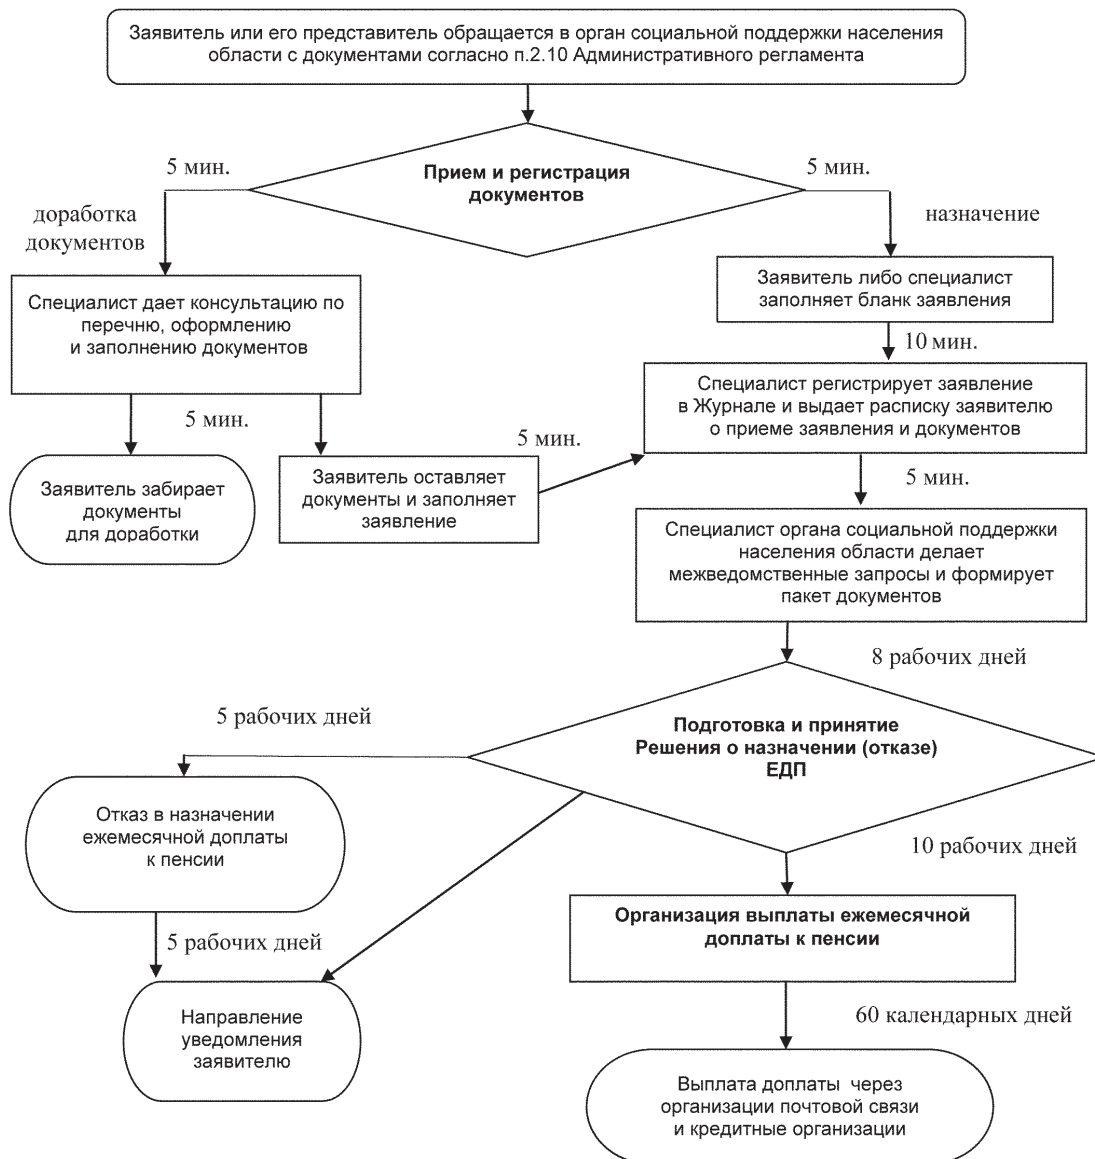 Заявитель или его представитель обращается в орган социальной поддержки населения
области с документами согласно п.2.10 Административного регламента
5 мин.
Прием и регистрация
документов
5 мин.
доработка
документов
назначение
Специалист дает консультацию по
перечню, оформлению
и заполнению документов
Заявитель либо специалист
заполняет бланк заявления
10 мин.
Специалист регистрирует заявление
в Журнале и выдает расписку заявителю
о приеме заявления и документов
5 мин.
5 мин.
Заявитель забирает
документы
для доработки
Заявитель оставляет
документы и заполняет
заявление
5 мин.
Специалист органа социальной поддержки
населения области делает
межведомственные запросы и формирует
пакет документов
8 рабочих дней
5 рабочих дней
Подготовка и принятие
Решения о назначении (отказе)
ЕДП
Отказ в назначении
ежемесячной доплаты
к пенсии
10 рабочих дней
Организация выплаты ежемесячной
доплаты к пенсии
5 рабочих дней
Направление
уведомления
заявителю
60 календарных дней
Выплата доплаты через
организации почтовой связи
и кредитные организации